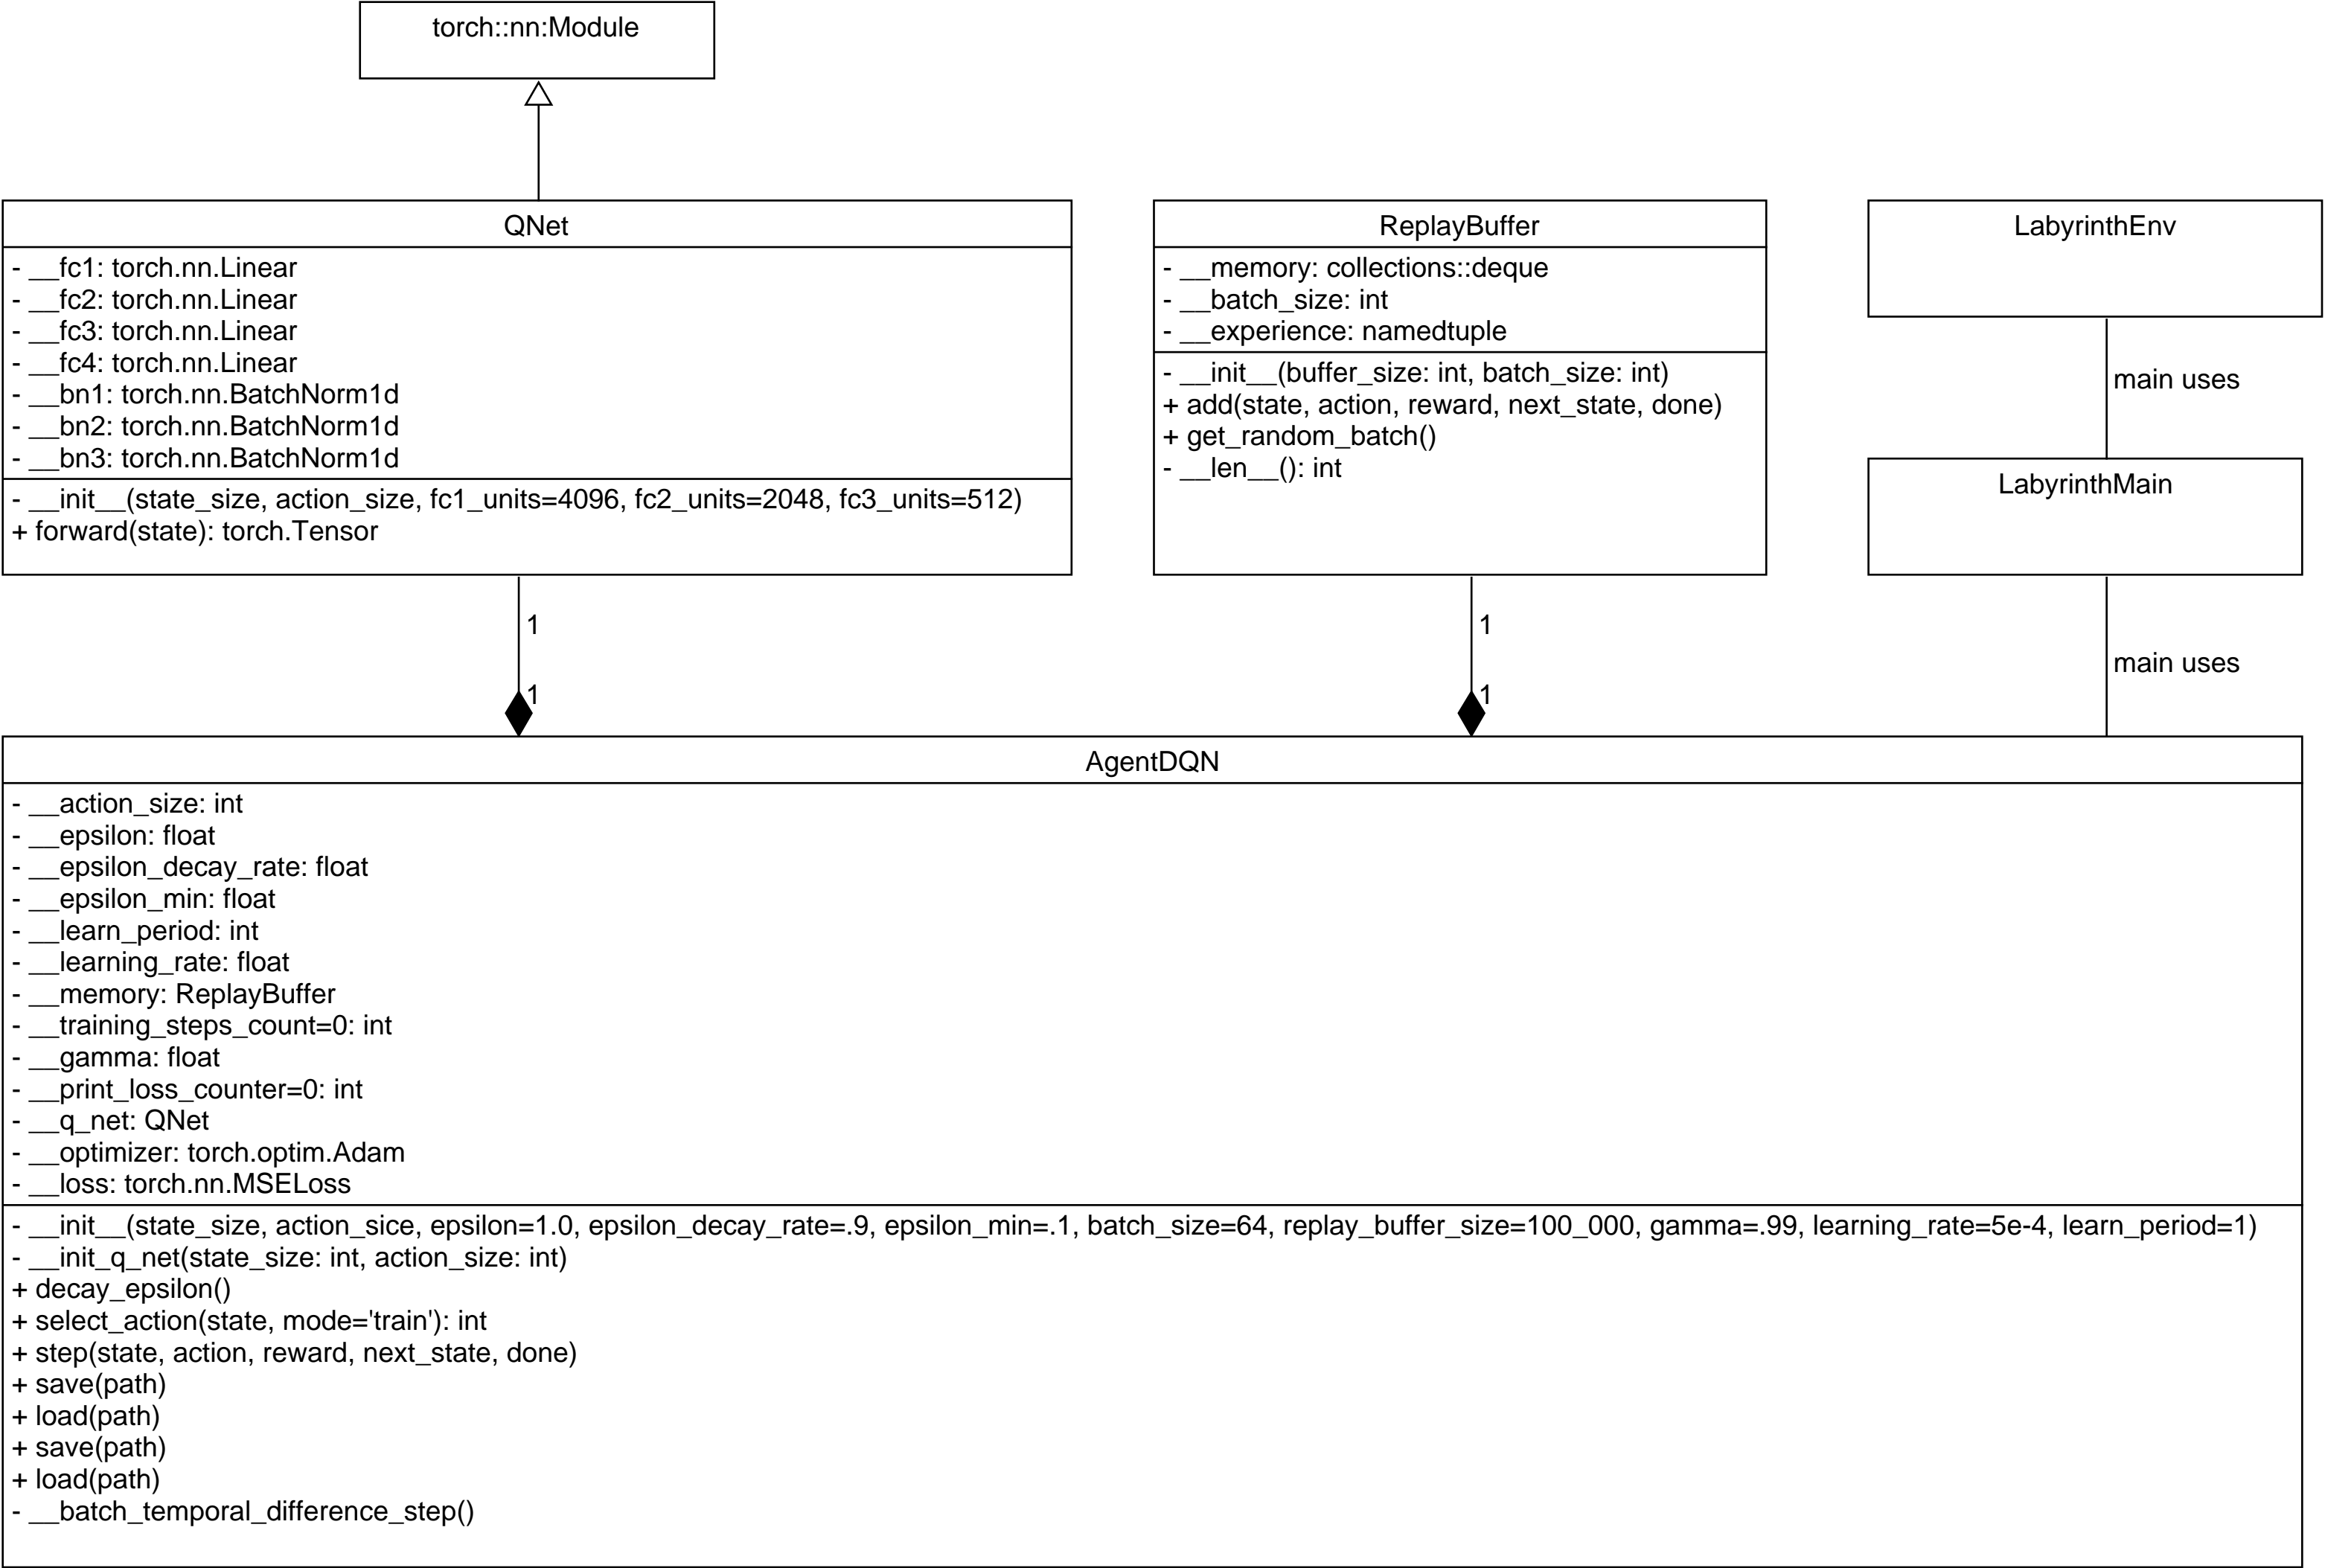 torch::nn:Module
QNet
- __fc1: torch.nn.Linear
- __fc2: torch.nn.Linear
- __fc3: torch.nn.Linear
- __fc4: torch.nn.Linear
- __bn1: torch.nn.BatchNorm1d
- __bn2: torch.nn.BatchNorm1d
- __bn3: torch.nn.BatchNorm1d
- __init__(state_size, action_size, fc1_units=4096, fc2_units=2048, fc3_units=512)
+ forward(state): torch.Tensor
ReplayBuffer
- __memory: collections::deque
- __batch_size: int
- __experience: namedtuple
- __init__(buffer_size: int, batch_size: int)
+ add(state, action, reward, next_state, done)
+ get_random_batch()
- __len__(): int
LabyrinthEnv
main uses
LabyrinthMain
1
1
1
1
main uses
AgentDQN
- __action_size: int
- __epsilon: float
- __epsilon_decay_rate: float
- __epsilon_min: float
- __learn_period: int
- __learning_rate: float
- __memory: ReplayBuffer
- __training_steps_count=0: int
- __gamma: float
- __print_loss_counter=0: int
- __q_net: QNet
- __optimizer: torch.optim.Adam
- __loss: torch.nn.MSELoss
- __init__(state_size, action_sice, epsilon=1.0, epsilon_decay_rate=.9, epsilon_min=.1, batch_size=64, replay_buffer_size=100_000, gamma=.99, learning_rate=5e-4, learn_period=1)
- __init_q_net(state_size: int, action_size: int)
+ decay_epsilon()
+ select_action(state, mode='train'): int
+ step(state, action, reward, next_state, done)
+ save(path)
+ load(path)
+ save(path)
+ load(path)
- __batch_temporal_difference_step()